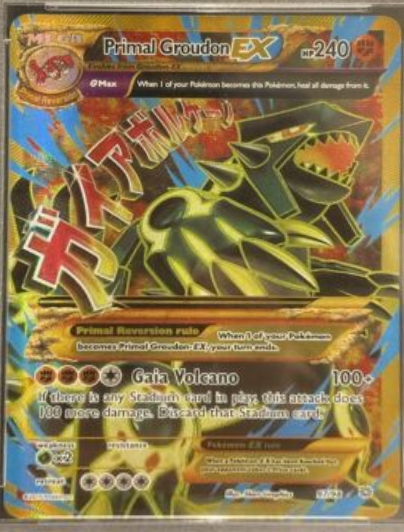 Primal Groudon EX HP240
Evolves from Groudon-EX
Primal Reversion
Ω Max When 1 of your Pokémon becomes this Pokémon, heal all damage from it.
ガイアボルケーノ
Primal Reversion rule When 1 of your Pokémon
becomes Primal Groudon-EX, your turn ends.
Gaia Volcano 100+
If there is any Stadium card in play, this attack does
100 more damage. Discard that Stadium card.
weakness resistance
×2
Pokémon-EX rule
retreat